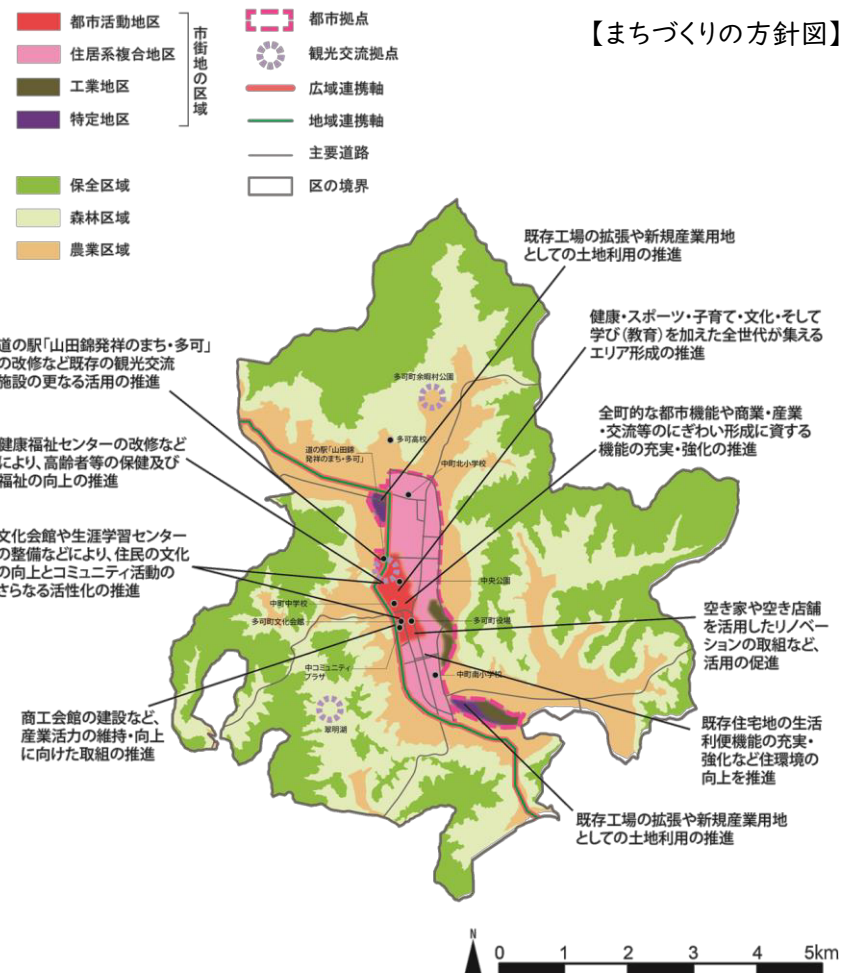 【まちづくりの方針図】
都市活動地区
住居系複合地区
工業地区
特定地区
市街地の区域
保全区域
森林区域
農業区域
都市拠点
観光交流拠点
広域連携軸
地域連携軸
主要道路
区の境界
既存工場の拡張や新規産業用地
としての土地利用の推進
健康・スポーツ・子育て・文化・そして
学び(教育)を加えた全世代が集える
エリア形成の推進
全町的な都市機能や商業・産業
・交流等のにぎわい形成に資する
機能の充実・強化の推進
道の駅「山田錦発祥のまち・多可」
の改修など既存の観光交流
施設の更なる活用の推進
健康福祉センターの改修など
により、高齢者等の保健及び
福祉の向上の推進
文化会館や生涯学習センター
の整備などにより、住民の文化
の向上とコミュニティ活動の
さらなる活性化の推進
商工会館の建設など、
産業活力の維持・向上
に向けた取組の推進
空き家や空き店舗
を活用したリノベー
ションの取組など、
活用の促進
既存住宅地の生活
利便機能の充実・
強化など住環境の
向上を推進
既存工場の拡張や新規産業用地
としての土地利用の推進
多可町余暇村公園
多可高校
道の駅「山田錦
発祥のまち・多可」
中町北小学校
中央公園
中町中学校
多可町文化会館
多可町役場
中コミュニティ
プラザ
中町南小学校
翠明湖
N
0 1 2 3 4 5km